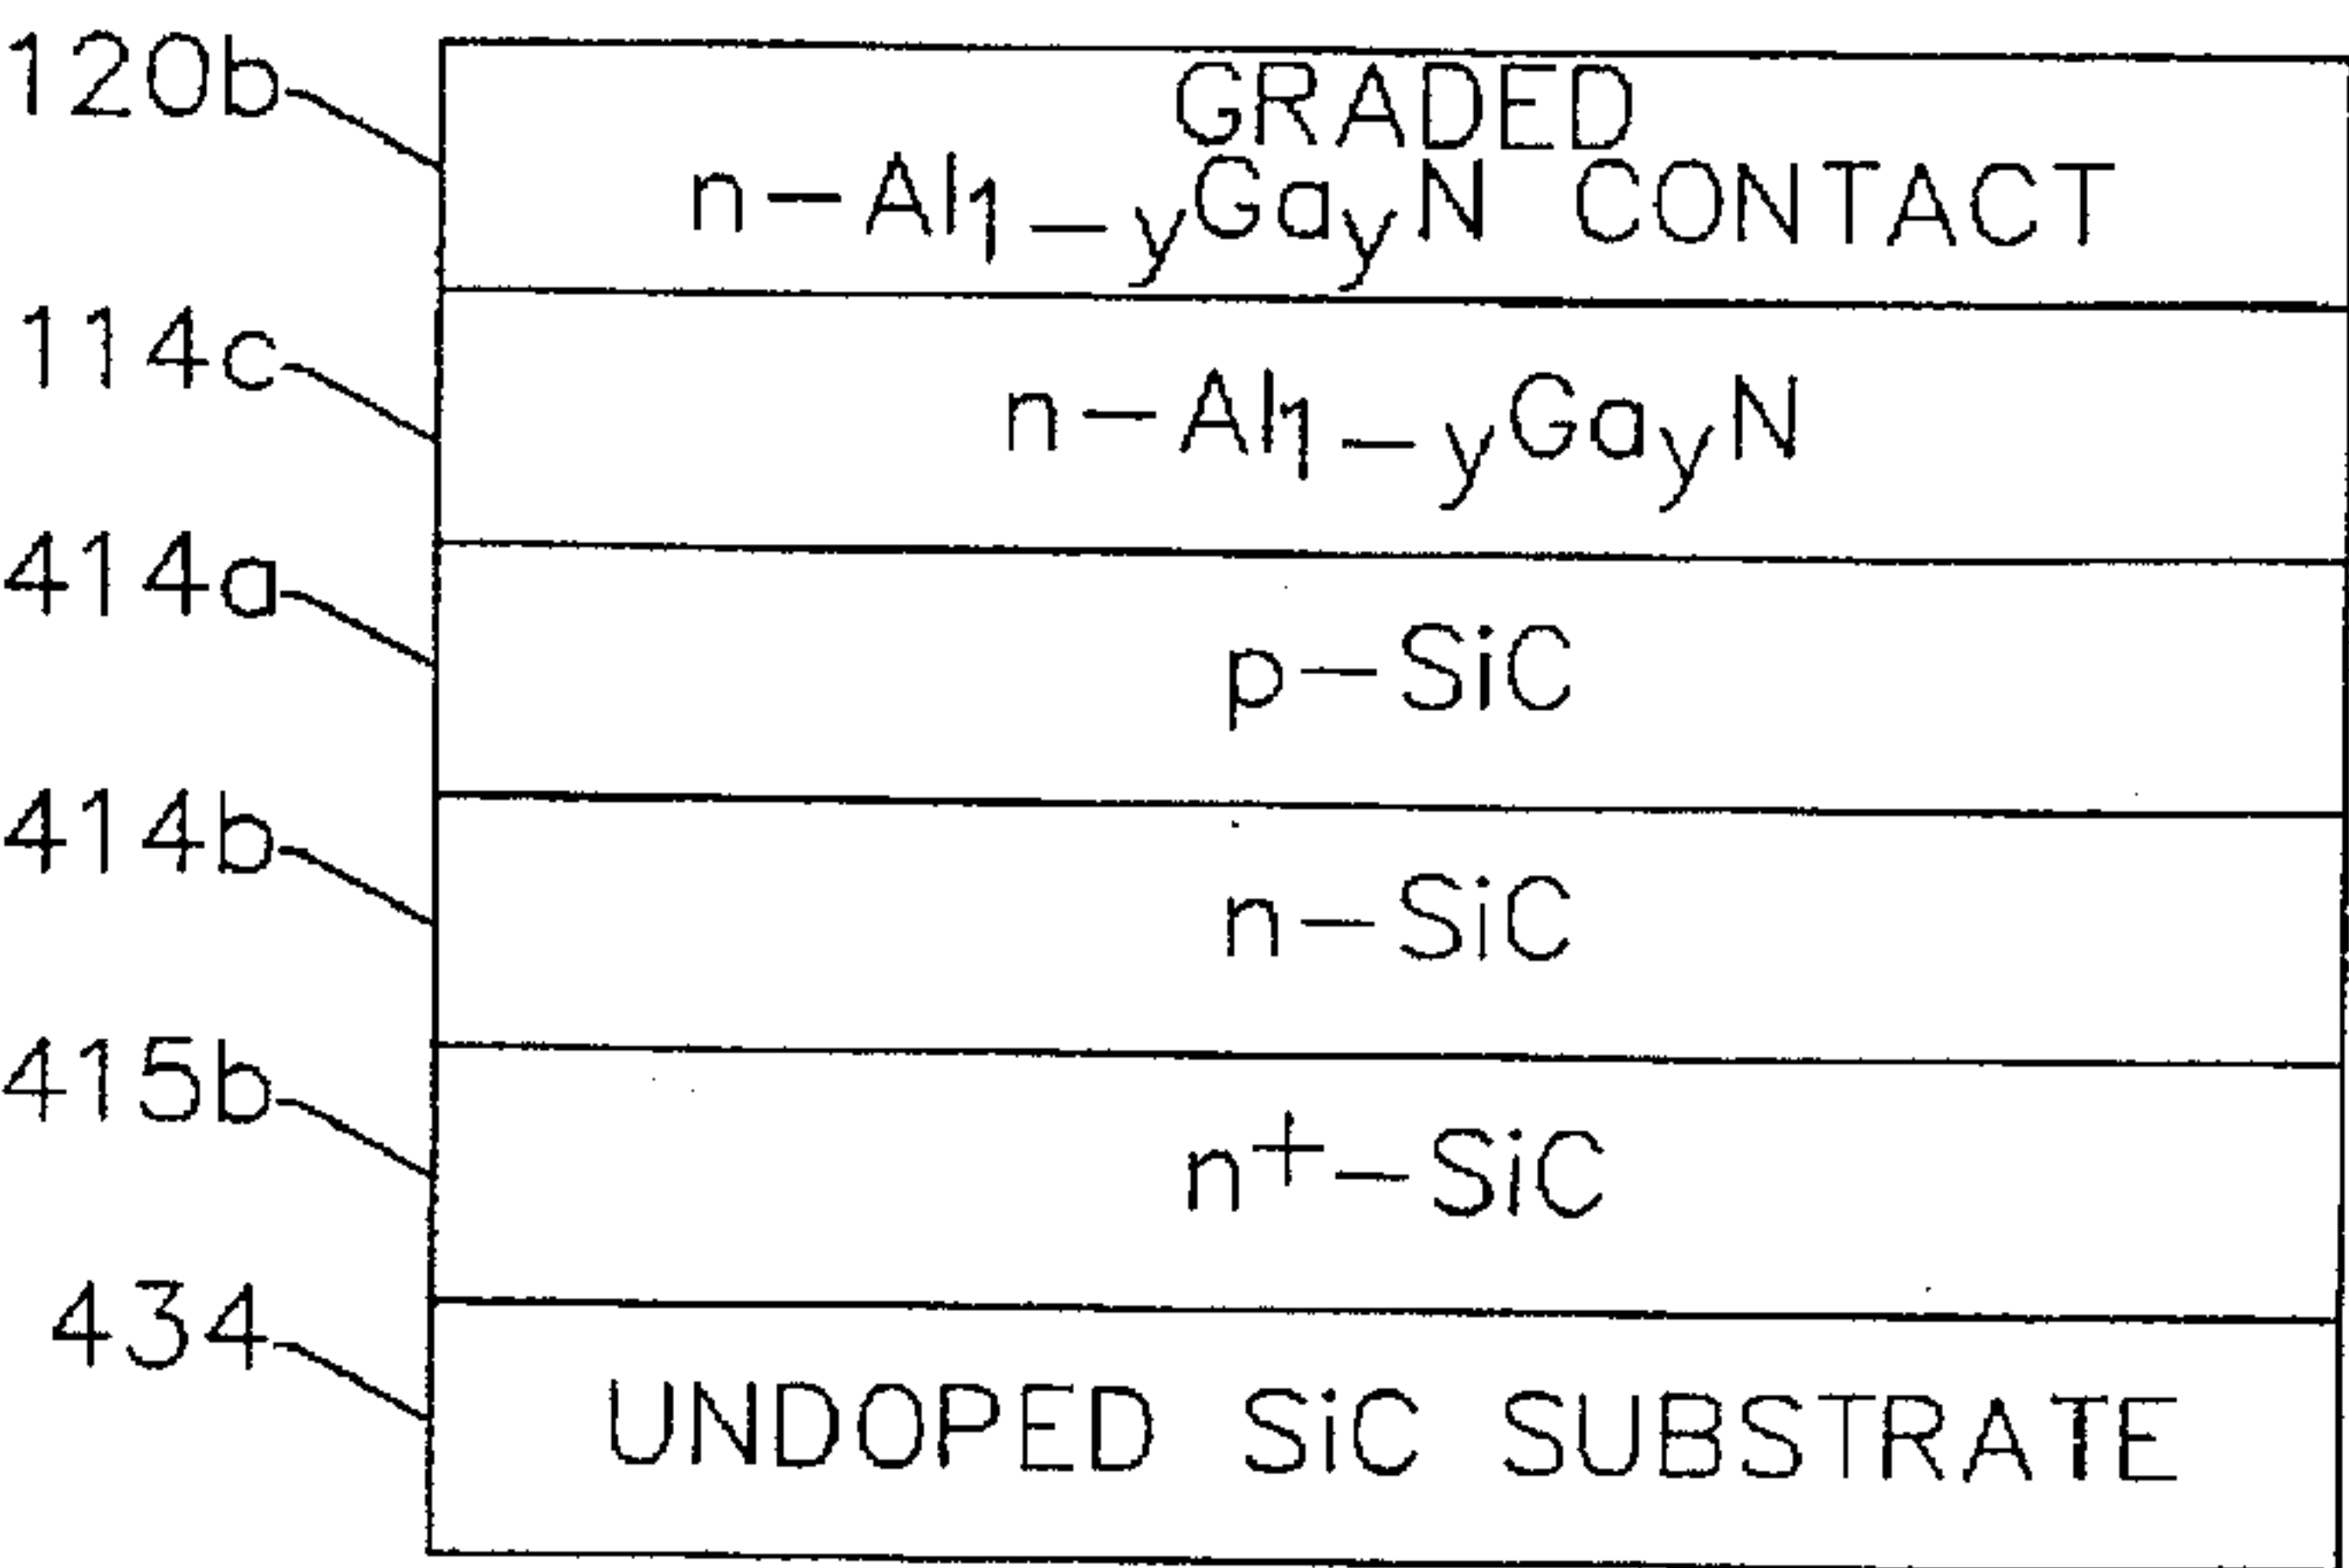 120b
GRADED
n-Al1-yGayN CONTACT
114c
n-Al1-yGayN
414a
p-SiC
414b
n-SiC
415b
n+-SiC
434
UNDOPED SiC SUBSTRATE